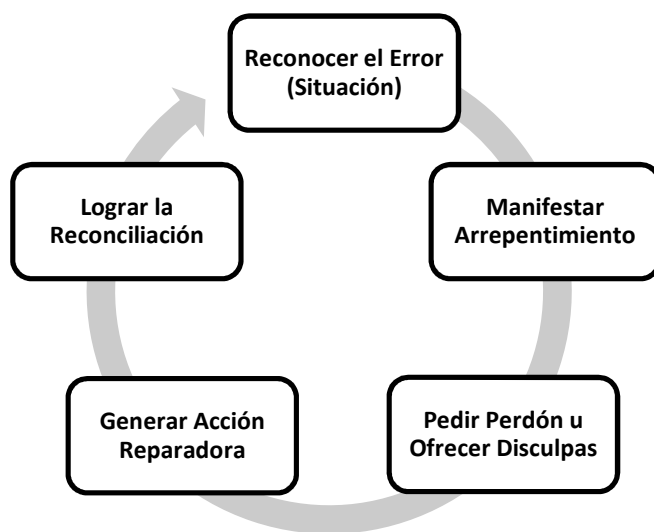 Reconocer el Error
(Situación)
Manifestar
Arrepentimiento
Pedir Perdón u
Ofrecer Disculpas
Generar Acción
Reparadora
Lograr la
Reconciliación